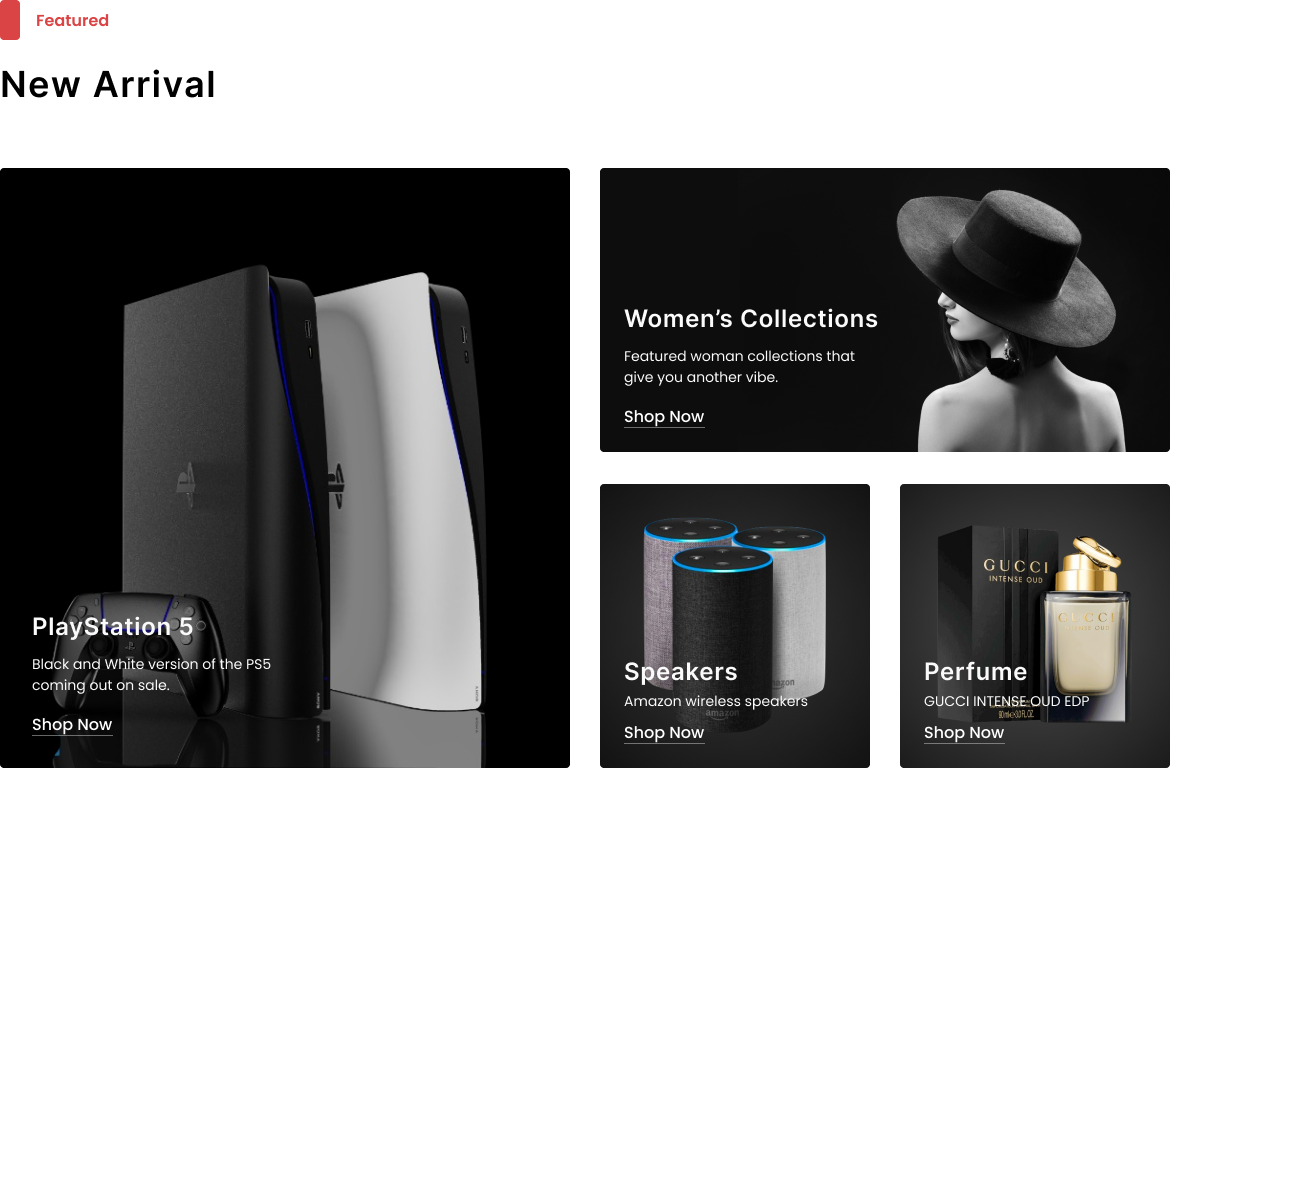 Featured
New Arrival
PlayStation 5
Black and White version of the PS5
coming out on sale.
Shop Now
Women’s Collections
Featured woman collections that
give you another vibe.
Shop Now
Speakers
Amazon wireless speakers
amazon
Shop Now
GUCCI
INTENSE OUD
GUCCI
Perfume
GUCCI INTENSE OUD EDP
Shop Now